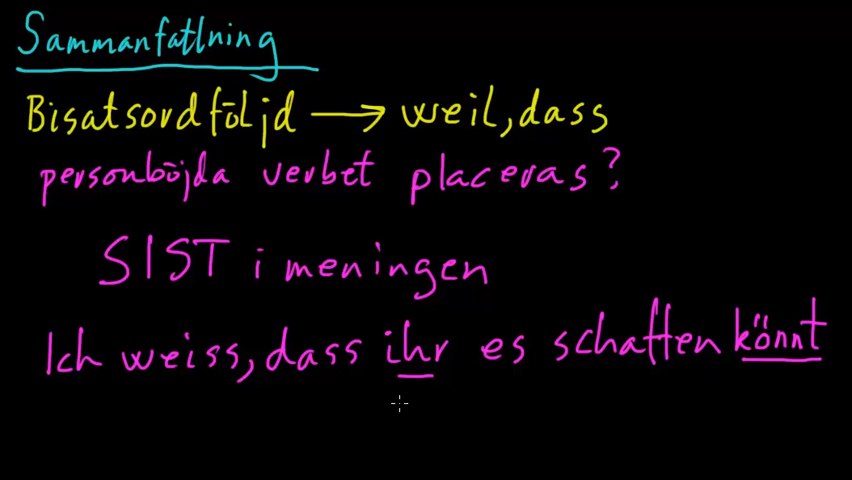 Sammanfattning
Bisatsordföljd → weil, dass
personböjda verbet placeras?
SIST i meningen
Ich weiss, dass ihr es schaffen könnt